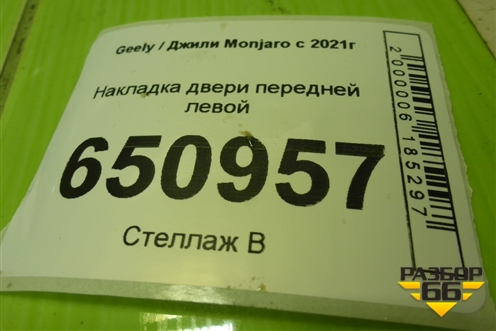 Geely / Джили Monjaro с 2021г
Накладка двери передней
левой
650957
Стеллаж В
2000006185297
РАЗБОР
66